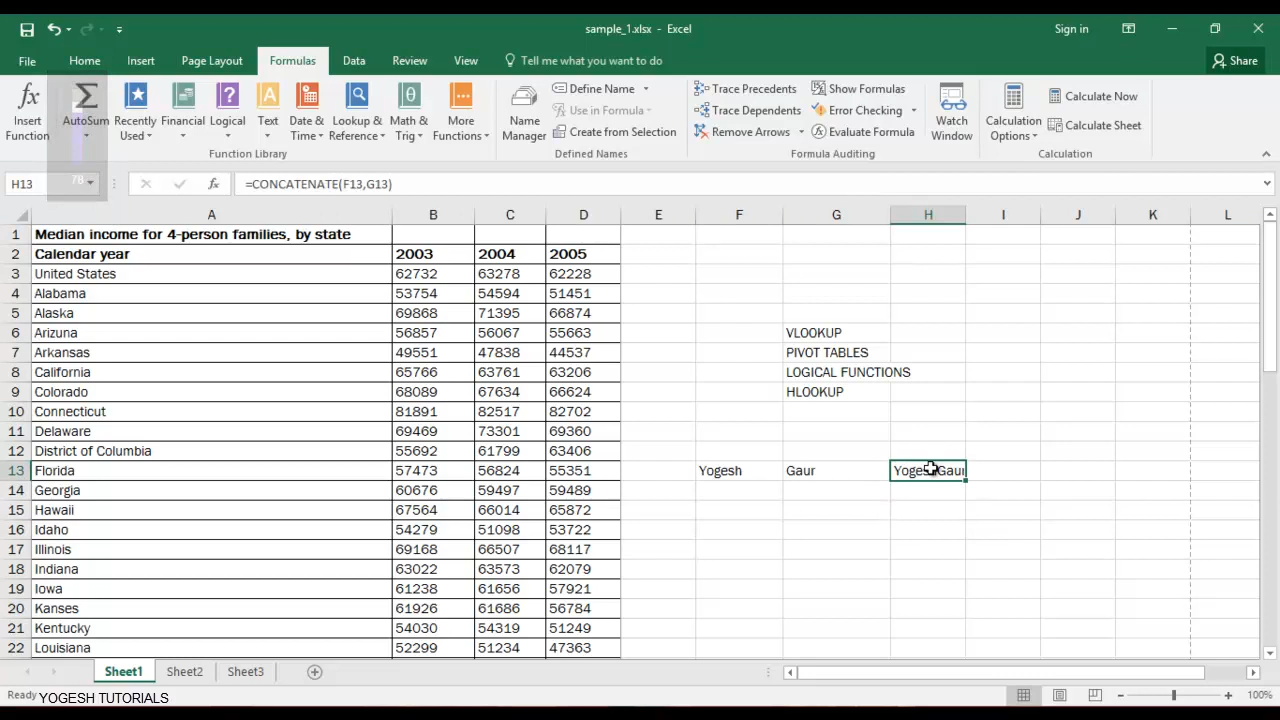 sample_1.xlsx - Excel
Sign in
File Home Insert Page Layout Formulas Data Review View Tell me what you want to do Share
fx Insert Function
Σ AutoSum
Recently Used
Financial
Logical
Text
Date & Time
Lookup & Reference
Math & Trig
More Functions
Function Library
Name Manager
Define Name
Use in Formula
Create from Selection
Defined Names
Trace Precedents
Trace Dependents
Remove Arrows
Show Formulas
Error Checking
Evaluate Formula
Formula Auditing
Watch Window
Calculation Options
Calculate Now
Calculate Sheet
Calculation
H13 78 fx =CONCATENATE(F13,G13)
A B C D E F G H I J K L
1 Median income for 4-person families, by state
2 Calendar year 2003 2004 2005
3 United States 62732 63278 62228
4 Alabama 53754 54594 51451
5 Alaska 69868 71395 66874
6 Arizuna 56857 56067 55663 VLOOKUP
7 Arkansas 49551 47838 44537 PIVOT TABLES
8 California 65766 63761 63206 LOGICAL FUNCTIONS
9 Colorado 68089 67634 66624 HLOOKUP
10 Connecticut 81891 82517 82702
11 Delaware 69469 73301 69360
12 District of Columbia 55692 61799 63406
13 Florida 57473 56824 55351 Yogesh Gaur YogeshGaur
14 Georgia 60676 59497 59489
15 Hawaii 67564 66014 65872
16 Idaho 54279 51098 53722
17 Illinois 69168 66507 68117
18 Indiana 63022 63573 62079
19 Iowa 61238 61656 57921
20 Kanses 61926 61686 56784
21 Kentucky 54030 54319 51249
22 Louisiana 52299 51234 47363
Sheet1 Sheet2 Sheet3
Ready YOGESH TUTORIALS 100%